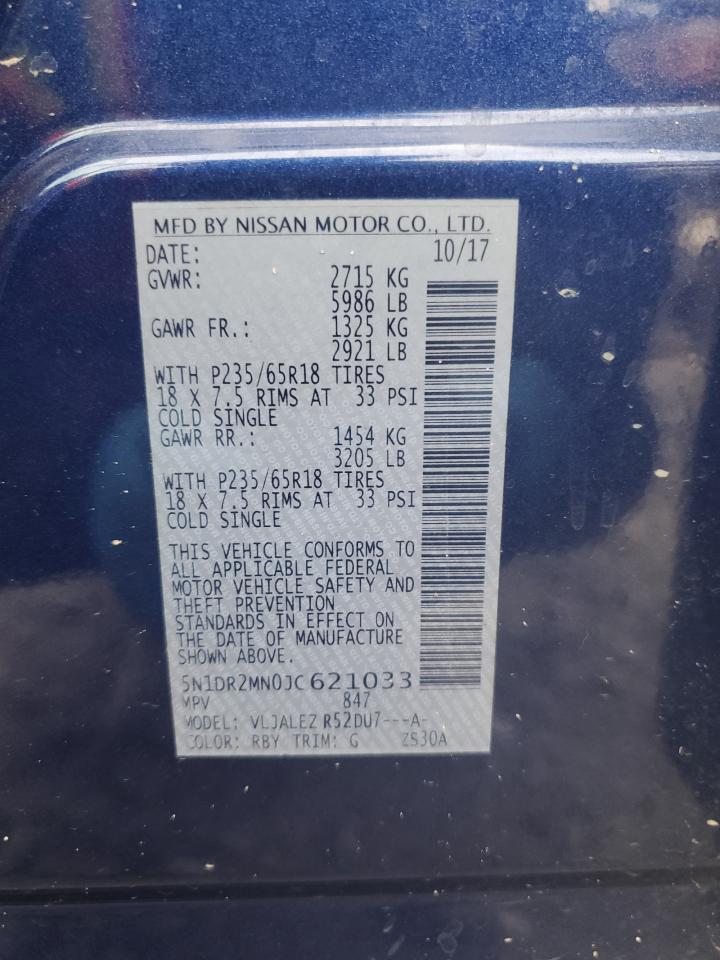 MFD BY NISSAN MOTOR CO., LTD.
DATE: 10/17
GVWR: 2715 KG
5986 LB
GAWR FR.: 1325 KG
2921 LB
WITH P235/65R18 TIRES
18 X 7.5 RIMS AT 33 PSI
COLD SINGLE
GAWR RR.: 1454 KG
3205 LB
WITH P235/65R18 TIRES
18 X 7.5 RIMS AT 33 PSI
COLD SINGLE
THIS VEHICLE CONFORMS TO
ALL APPLICABLE FEDERAL
MOTOR VEHICLE SAFETY AND
THEFT PREVENTION
STANDARDS IN EFFECT ON
THE DATE OF MANUFACTURE
SHOWN ABOVE.
5N1DR2MN0JC621033
MPV 847
MODEL: VLJALEZ R52DU7---A-
COLOR: RBY TRIM: G ZS30A